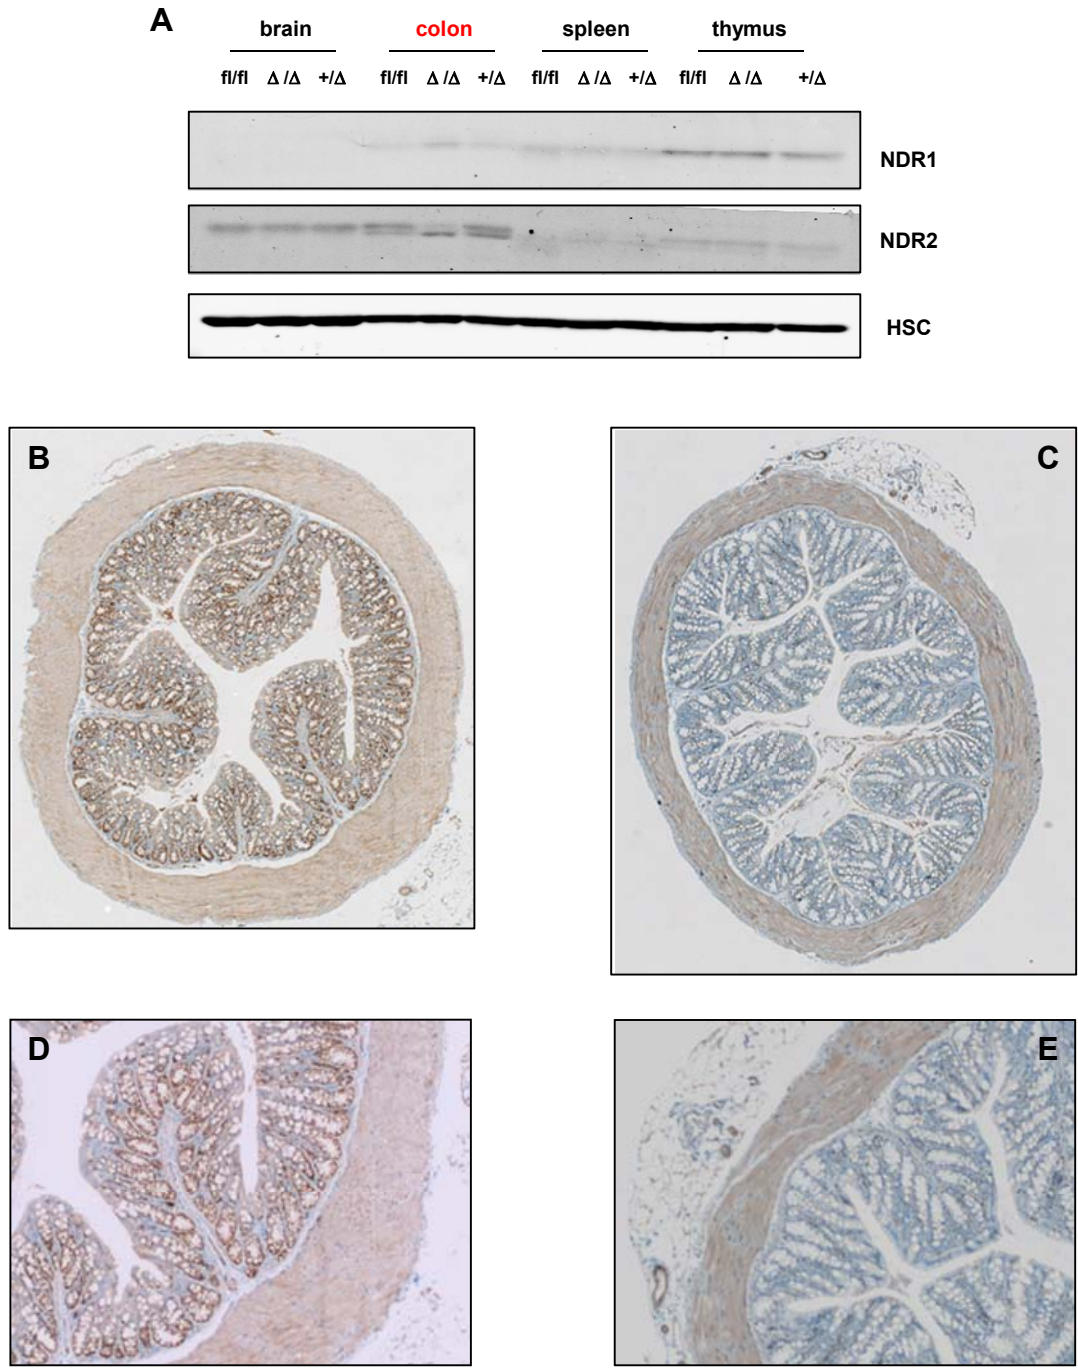 A
brain colon spleen thymus
fl/fl Δ /Δ +/Δ fl/fl Δ /Δ +/Δ fl/fl Δ /Δ +/Δ fl/fl Δ /Δ +/Δ
NDR1
NDR2
HSC
B
C
D
E